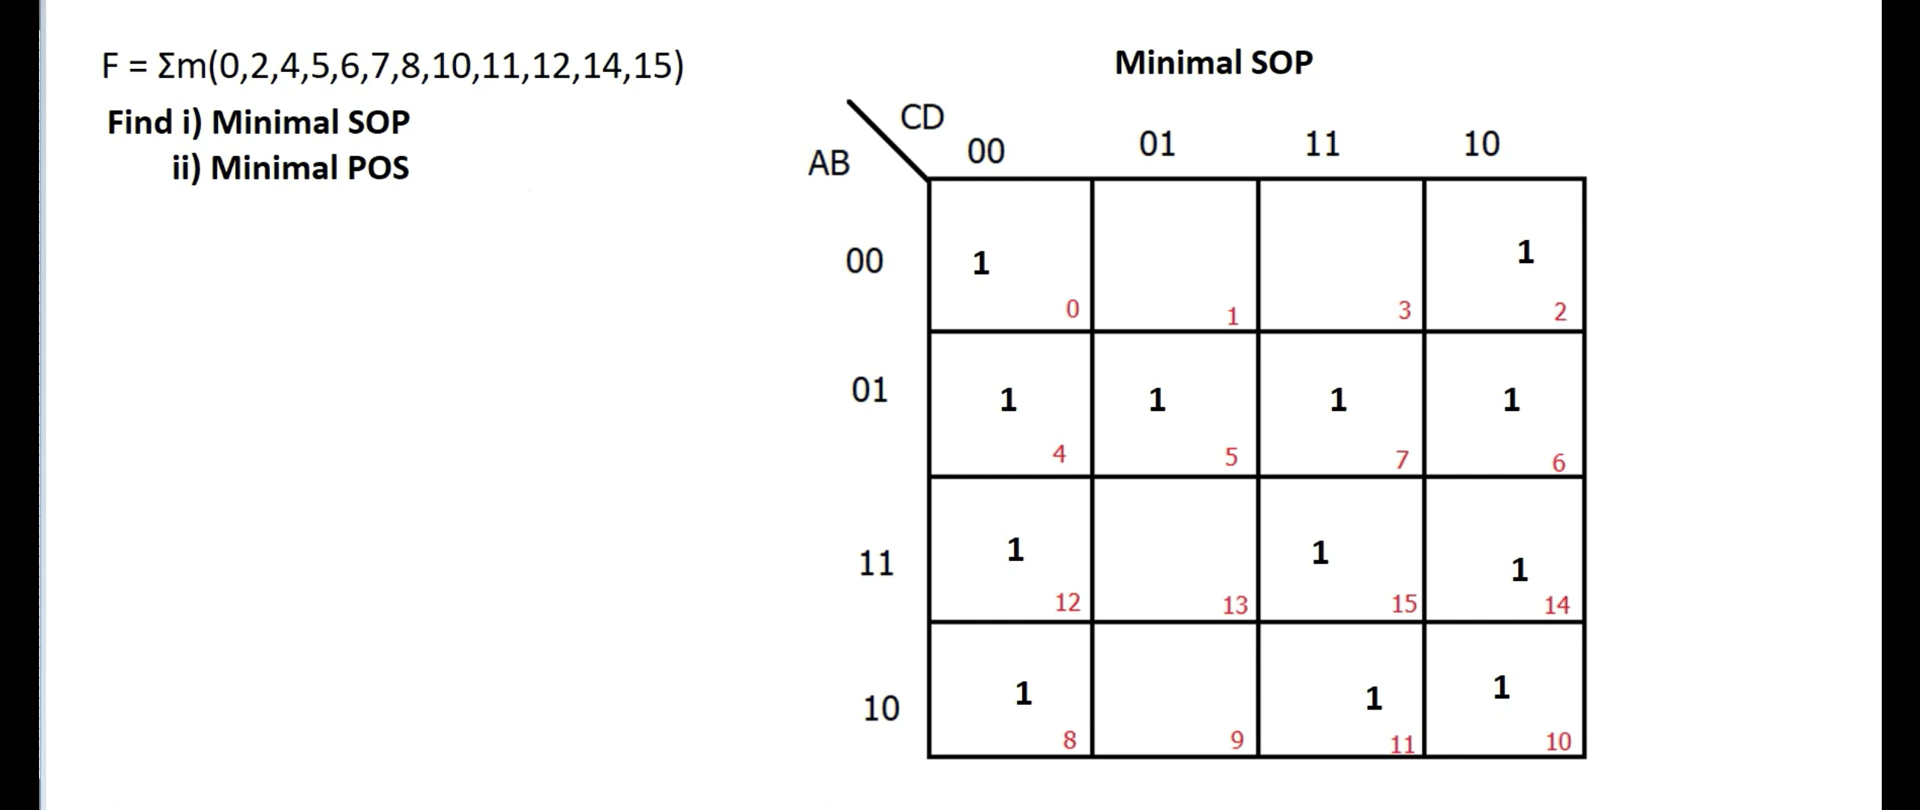 F = Σm(0,2,4,5,6,7,8,10,11,12,14,15)
Find i) Minimal SOP
ii) Minimal POS
Minimal SOP
CD
AB
00 01 11 10
00 1 1
0 1 3 2
01 1 1 1 1
4 5 7 6
11 1 1 1
12 13 15 14
10 1 1 1
8 9 11 10